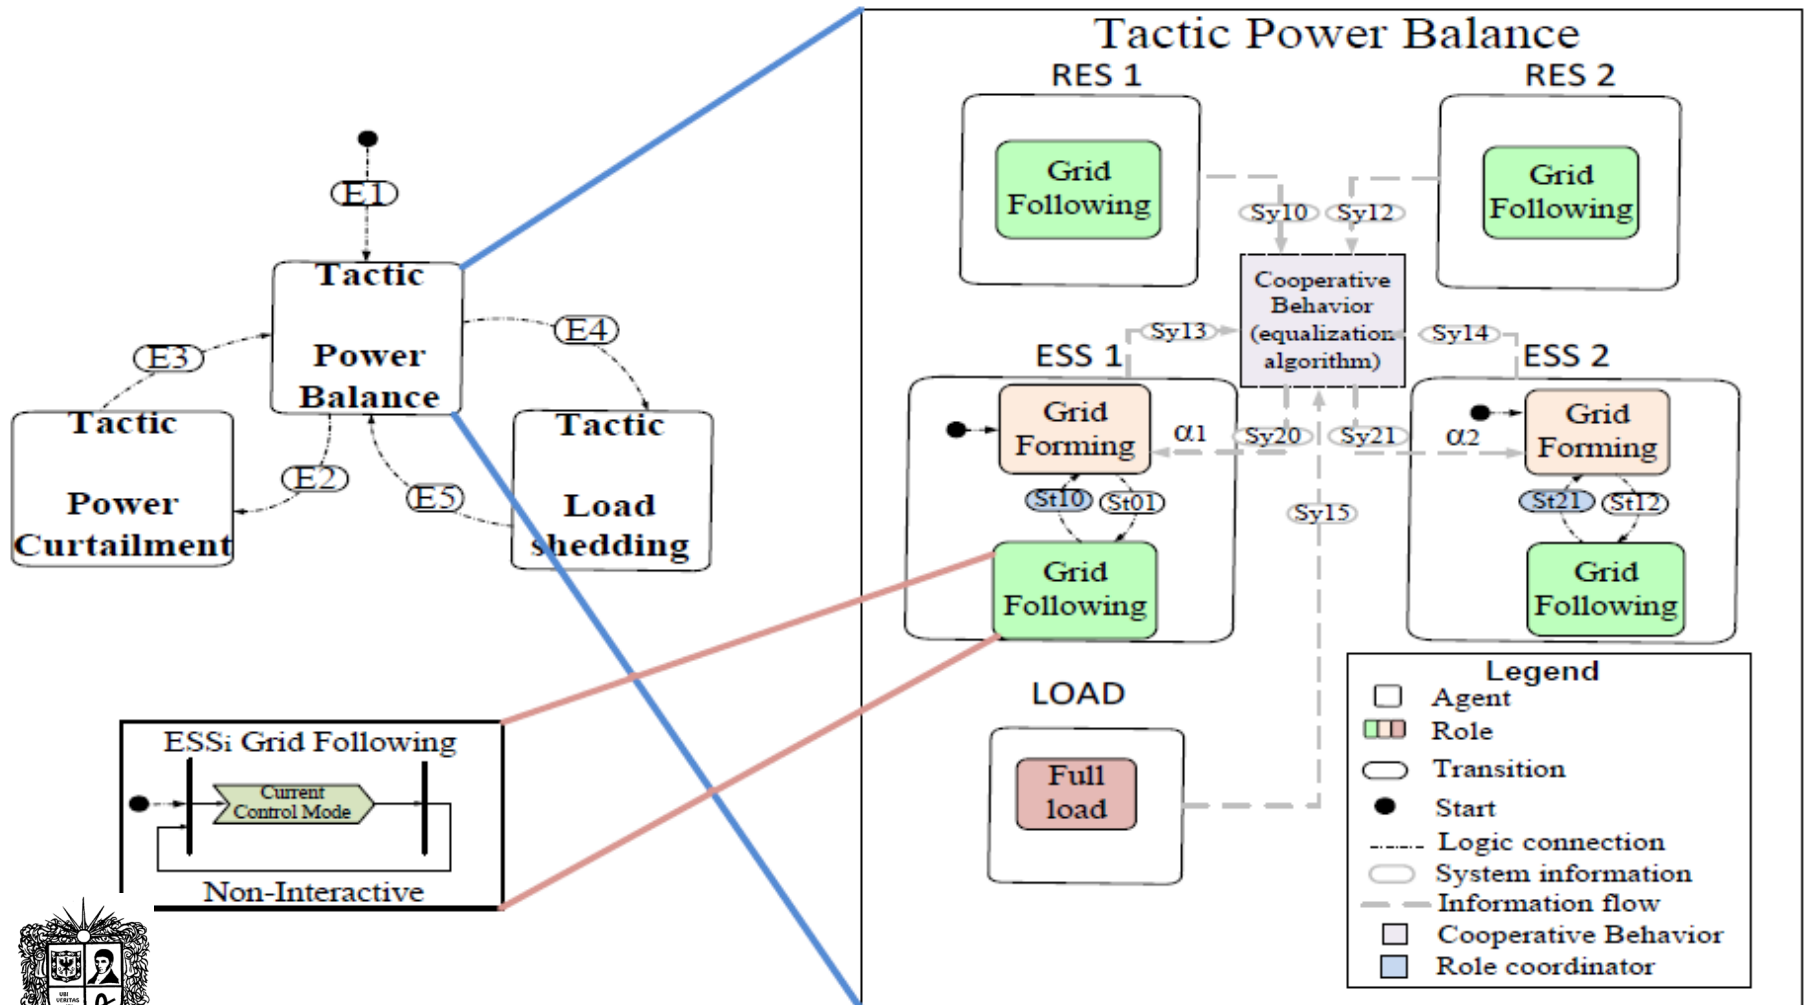 Tactic Power Balance
RES 1
RES 2
Grid
Following
Grid
Following
Sy10
Sy12
E1
Tactic
Power
Balance
E3
E4
E2
E5
Tactic
Power
Curtailment
Tactic
Load
shedding
Cooperative
Behavior
(equalization
algorithm)
Sy13
Sy14
ESS 1
ESS 2
Grid
Forming
α1
Sy20
Sy21
α2
Grid
Forming
St10
St01
Sy15
St21
St12
Grid
Following
Grid
Following
LOAD
Full
load
ESSi Grid Following
Current
Control Mode
Non-Interactive
Legend
Agent
Role
Transition
Start
Logic connection
System information
Information flow
Cooperative Behavior
Role coordinator
UBI
VERITAS